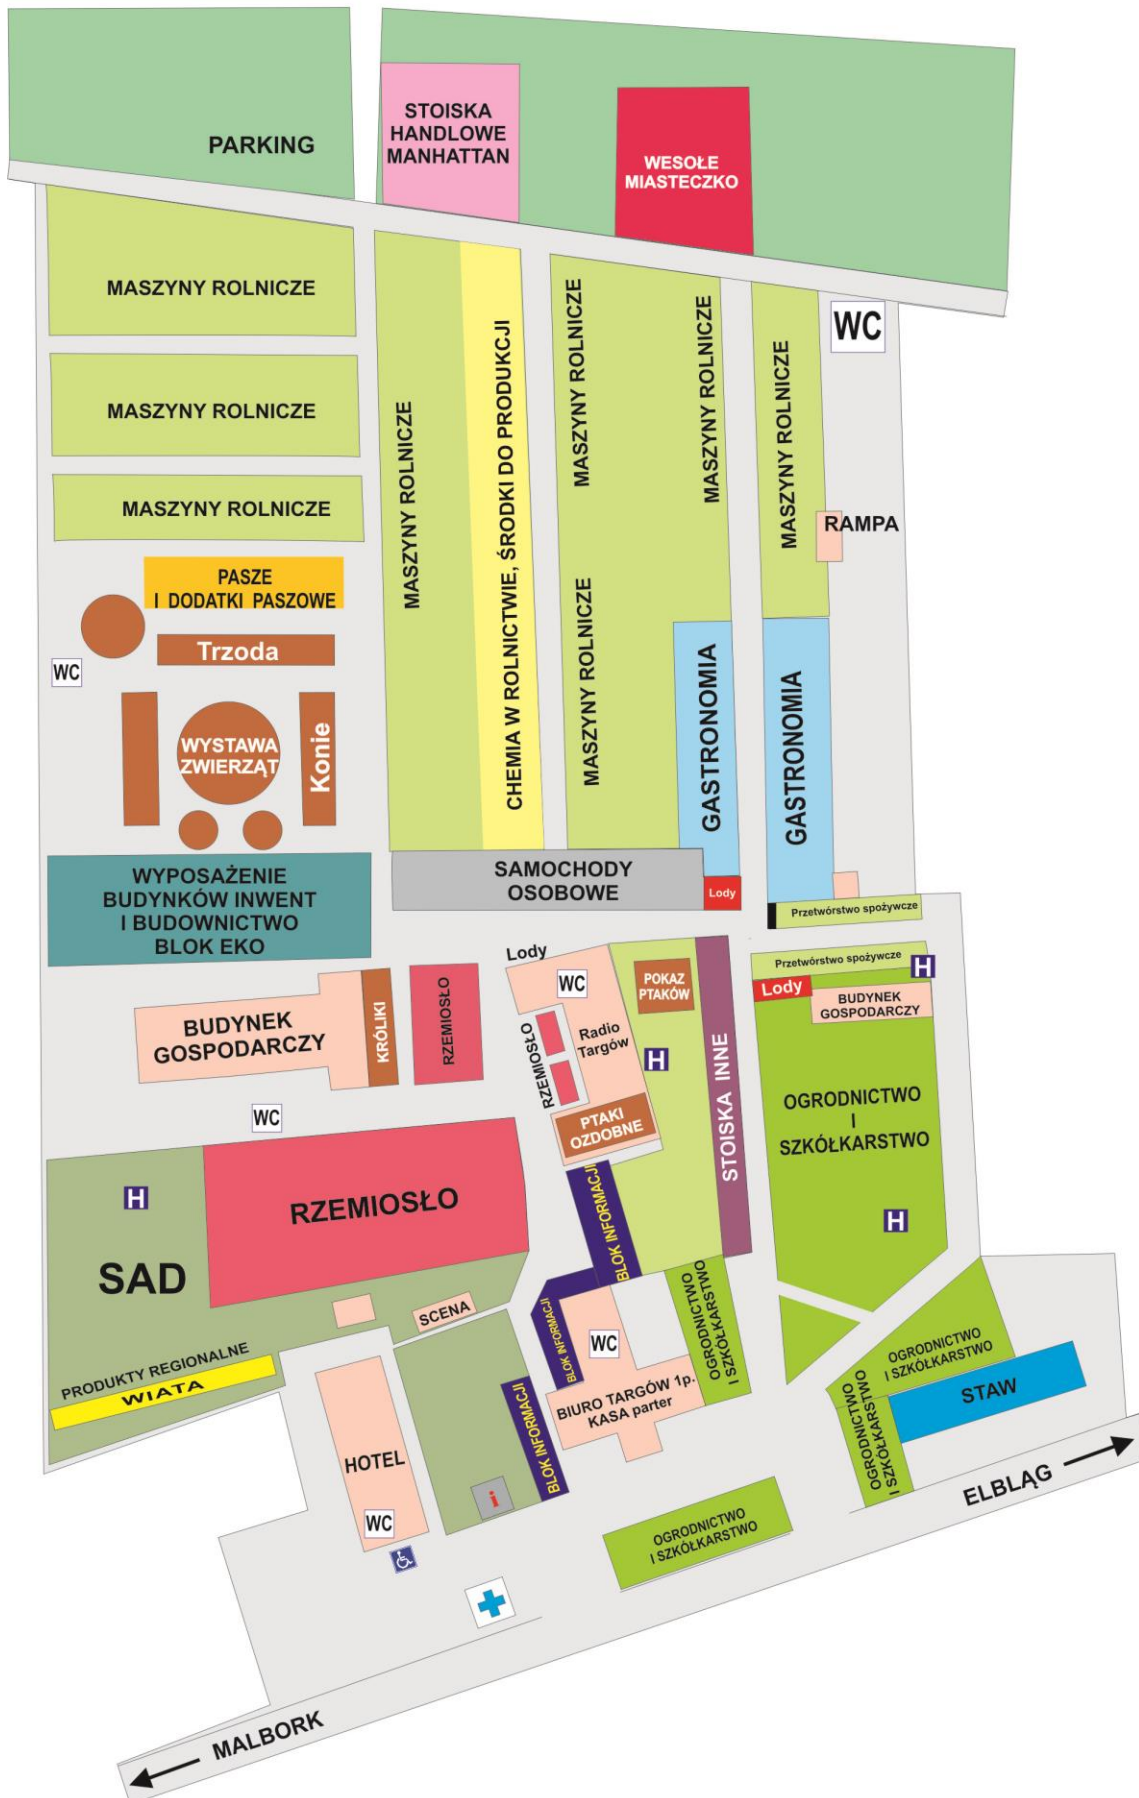 PARKING
STOISKA
HANDLOWE
MANHATTAN
WESOŁE
MIASTECZKO
MASZYNY ROLNICZE
MASZYNY ROLNICZE
MASZYNY ROLNICZE
MASZYNY ROLNICZE
CHEMIA W ROLNICTWIE, ŚRODKI DO PRODUKCJI
MASZYNY ROLNICZE
MASZYNY ROLNICZE
MASZYNY ROLNICZE
MASZYNY ROLNICZE
WC
RAMPA
PASZE
I DODATKI PASZOWE
Trzoda
WC
WYSTAWA
ZWIERZĄT
Konie
GASTRONOMIA
GASTRONOMIA
WYPOSAŻENIE
BUDYNKÓW INWENT
I BUDOWNICTWO
BLOK EKO
SAMOCHODY
OSOBOWE
Lody
Przetwórstwo spożywcze
Przetwórstwo spożywcze
H
Lody
BUDYNEK
GOSPODARCZY
Lody
WC
POKAZ
PTAKÓW
BUDYNEK
GOSPODARCZY
KRÓLIKI
RZEMIOSŁO
RZEMIOSŁO
Radio
Targów
H
STOISKA INNE
PTAKI
OZDOBNE
OGRODNICTWO
I
SZKÓŁKARSTWO
H
WC
H
RZEMIOSŁO
SAD
BLOK INFORMACJI
BLOK INFORMACJI
BLOK INFORMACJI
SCENA
WC
OGRODNICTWO
I SZKÓŁKARSTWO
OGRODNICTWO
I SZKÓŁKARSTWO
OGRODNICTWO
I SZKÓŁKARSTWO
STAW
PRODUKTY REGIONALNE
WIATA
BIURO TARGÓW 1p.
KASA parter
HOTEL
WC
i
OGRODNICTWO
I SZKÓŁKARSTWO
ELBLĄG
MALBORK